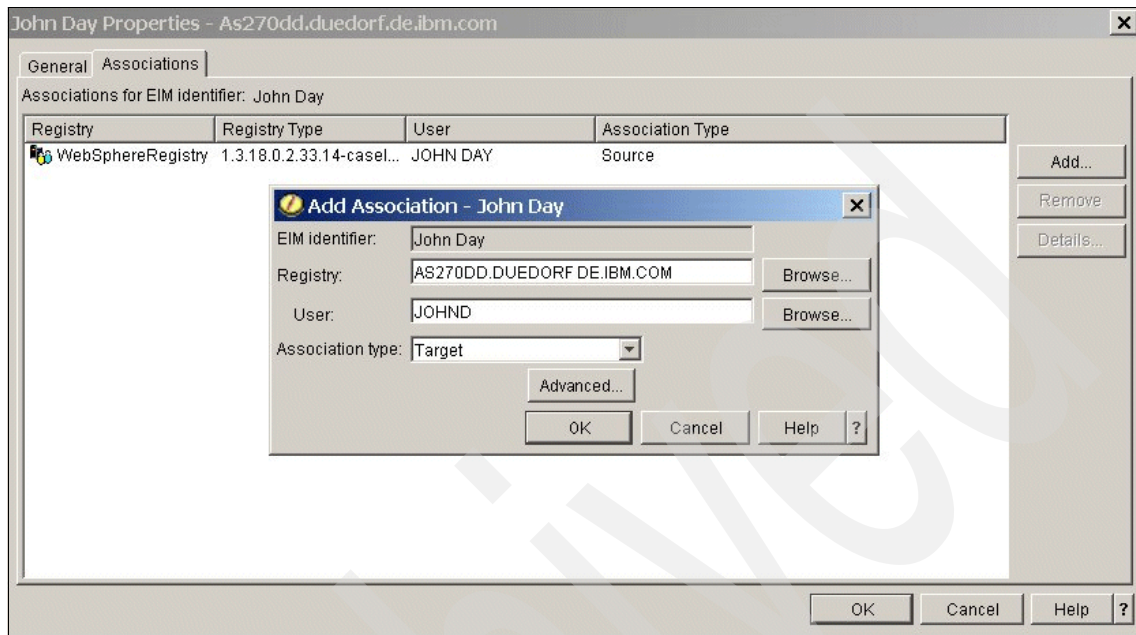 John Day Properties - As270dd.duedorf.de.ibm.com
General Associations
Associations for EIM identifier: John Day
Registry Registry Type User Association Type
WebSphereRegistry 1.3.18.0.2.33.14-casel... JOHN DAY Source
Add...
Remove
Details...
Add Association - John Day
EIM identifier: John Day
Registry: AS270DD.DUEDORF DE.IBM.COM Browse...
User: JOHND Browse...
Association type: Target
Advanced...
OK Cancel Help ?
OK Cancel Help ?